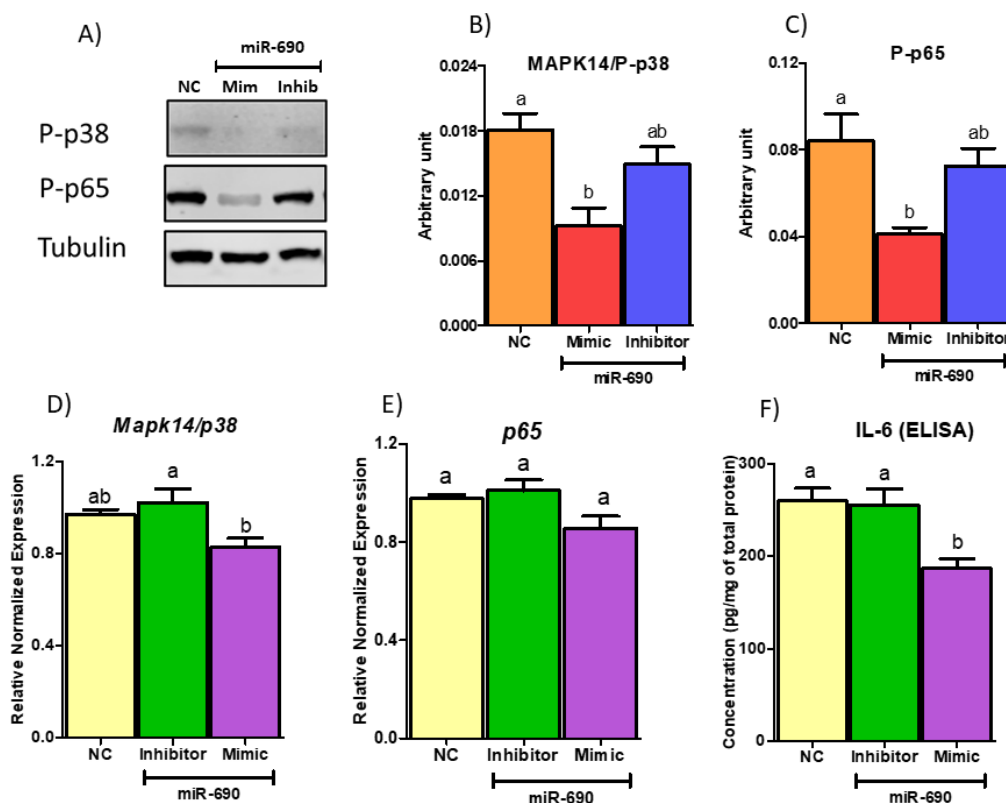 A)
miR-690
NC Mim Inhib
P-p38
P-p65
Tubulin
B)
MAPK14/P-p38
Arbitrary unit
0.024
0.018
0.012
0.006
0.000
a
b
ab
NC Mimic Inhibitor
miR-690
C)
P-p65
Arbitrary unit
0.12
0.08
0.04
0.00
a
b
ab
NC Mimic Inhibitor
miR-690
D)
Mapk14/p38
Relative Normalized Expression
1.2
0.8
0.4
0.0
ab
a
b
NC Inhibitor Mimic
miR-690
E)
p65
Relative Normalized Expression
1.2
0.8
0.4
0.0
a
a
a
NC Inhibitor Mimic
miR-690
F)
IL-6 (ELISA)
Concentration (pg/mg of total protein)
300
200
100
0
a
a
b
NC Inhibitor Mimic
miR-690